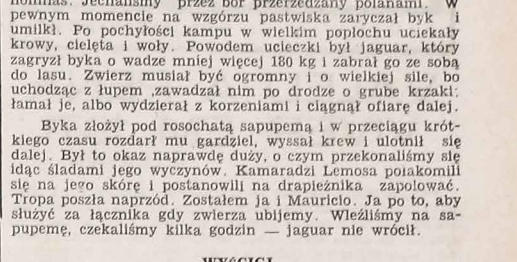 Jechaliśmy przez bór przerzedzany polanami. W
pewnym momencie na wzgórzu pastwiska zaryczał byk i
umilkł. Po pochyłości kampu w wielkim popłochu uciekały
krowy, cielęta i woły. Powodem ucieczki był jaguar, który
zagryzł byka o wadze mniej więcej 180 kg i zabrał go ze sobą
do lasu. Zwierz musiał być ogromny i o wielkiej sile, bo
uchodząc z łupem ,zawadzał nim po drodze o grube krzaki;
łamał je, albo wydzierał z korzeniami i ciągnął ofiarę dalej.
Byka złożył pod rosochatą sapupemą i w przeciągu krót-
kiego czasu rozdarł mu gardziel, wyssał krew i ulotnił się
dalej. Był to okaz naprawdę duży, o czym przekonaliśmy się
idąc śladami jego wyczynów. Kamaradzi Lemosa połakomili
się na jego skórę i postanowili na drapieżnika zapolować.
Tropa poszła naprzód. Zostałem ja i Mauricio. Ja po to, aby
służyć za łącznika gdy zwierza ubijemy. Wleźliśmy na sa-
pupemę, czekaliśmy kilka godzin — jaguar nie wrócił.
WYŚCIGI